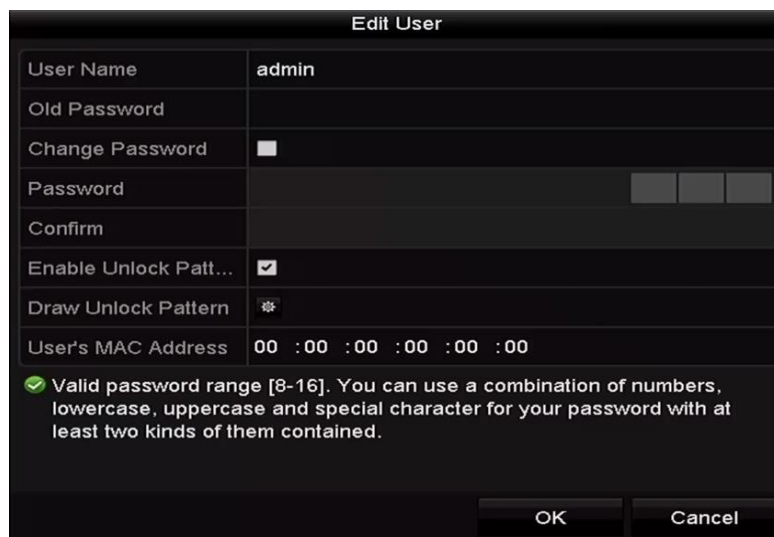 Edit User
User Name admin
Old Password
Change Password
Password
Confirm
Enable Unlock Patt...
Draw Unlock Pattern
User's MAC Address 00 :00 :00 :00 :00 :00
Valid password range [8-16]. You can use a combination of numbers,
lowercase, uppercase and special character for your password with at
least two kinds of them contained.
OK Cancel